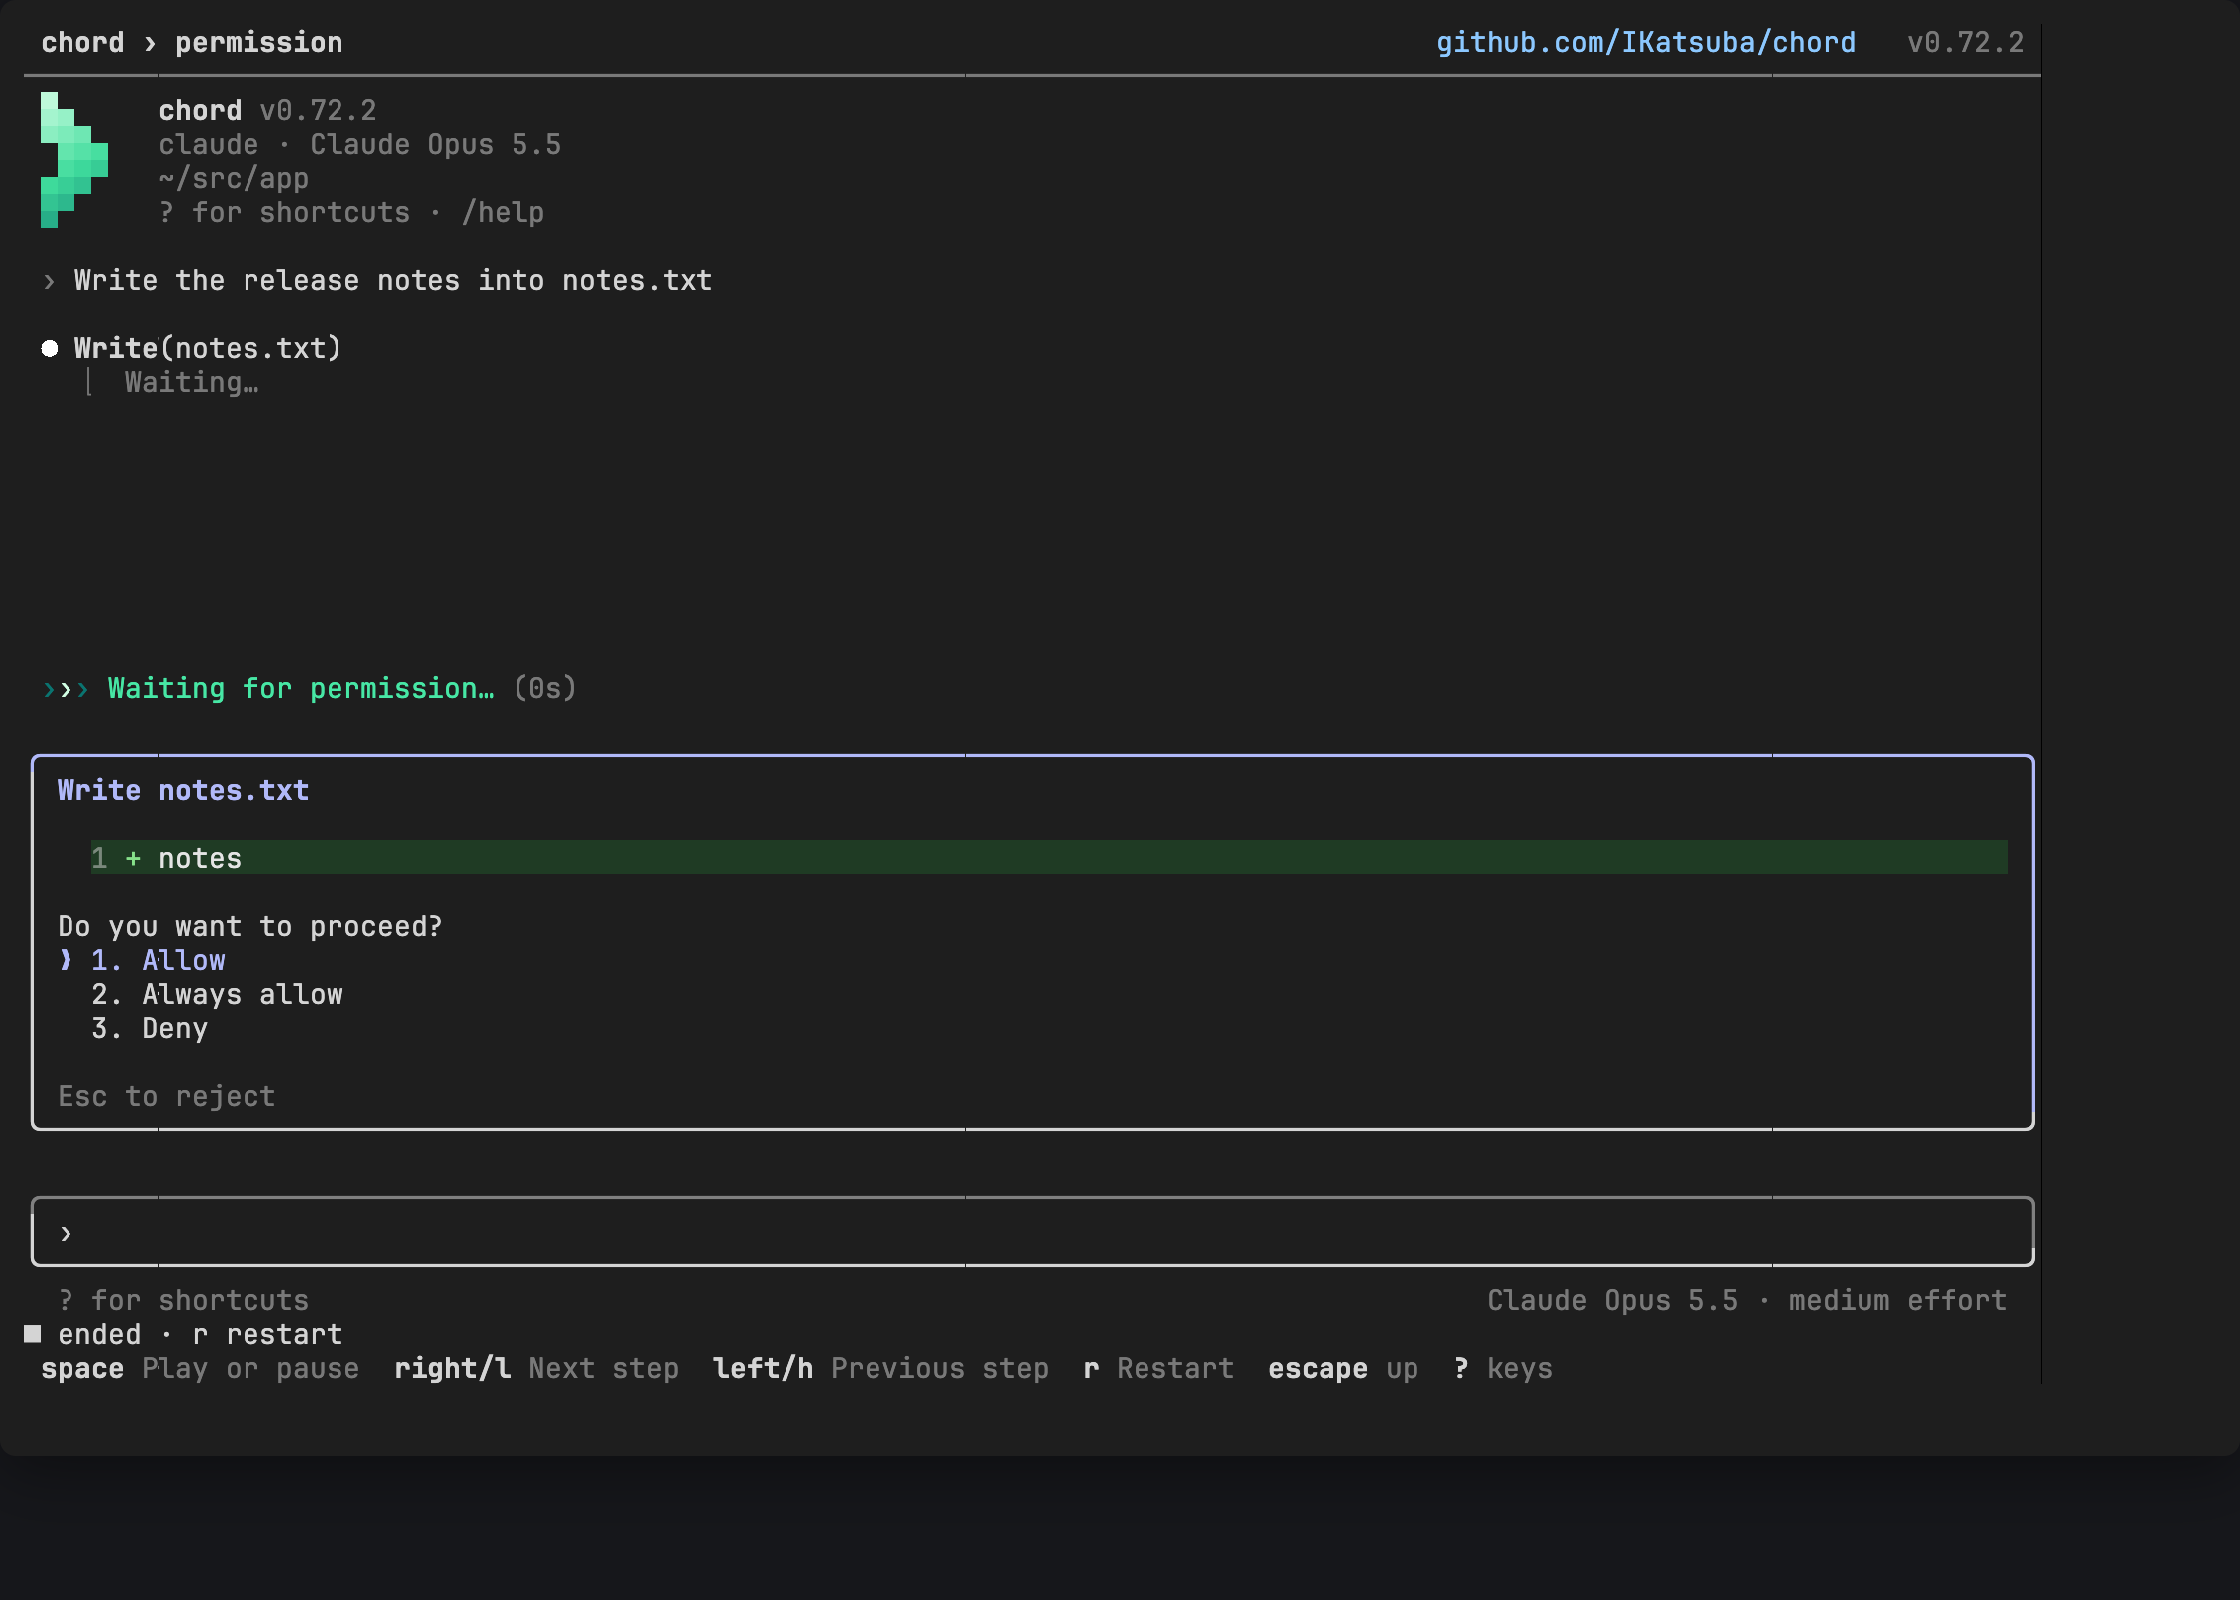 chord › permission github.com/IKatsuba/chord v0.72.2
chord v0.72.2
claude · Claude Opus 5.5
~/src/app
? for shortcuts · /help
› Write the release notes into notes.txt
● Write(notes.txt)
⎣ Waiting…
››› Waiting for permission… (0s)
Write notes.txt
1 + notes
Do you want to proceed?
❯ 1. Allow
2. Always allow
3. Deny
Esc to reject
›
? for shortcuts Claude Opus 5.5 · medium effort
■ ended · r restart
space Play or pause right/l Next step left/h Previous step r Restart escape up ? keys